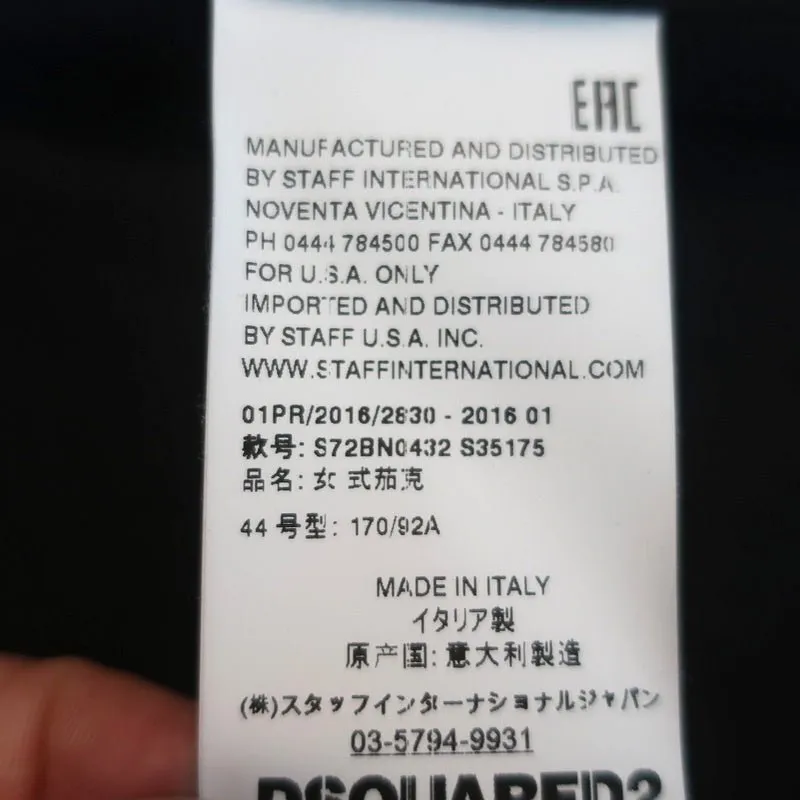 EAC
MANUFACTURED AND DISTRIBUTED
BY STAFF INTERNATIONAL S.P.A.
NOVENTA VICENTINA - ITALY
PH 0444 784500 FAX 0444 784580
FOR U.S.A. ONLY
IMPORTED AND DISTRIBUTED
BY STAFF U.S.A. INC.
WWW.STAFFINTERNATIONAL.COM
01PR/2016/2830 - 2016 01
款号: S72BN0432 S35175
品名: 女 式茄克
44 号型: 170/92A
MADE IN ITALY
イタリア製
原产国: 意大利製造
(株)スタッフインターナショナルジャパン
03-5794-9931
DSQUARED2